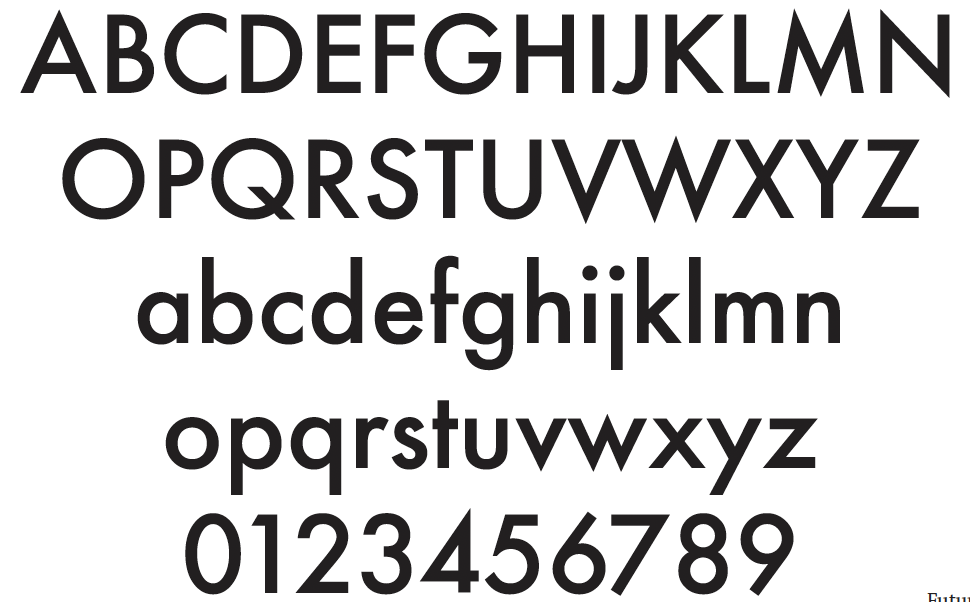 ABCDEFGHIJKLMN
OPQRSTUVWXYZ
abcdefghijklmn
opqrstuvwxyz
0123456789